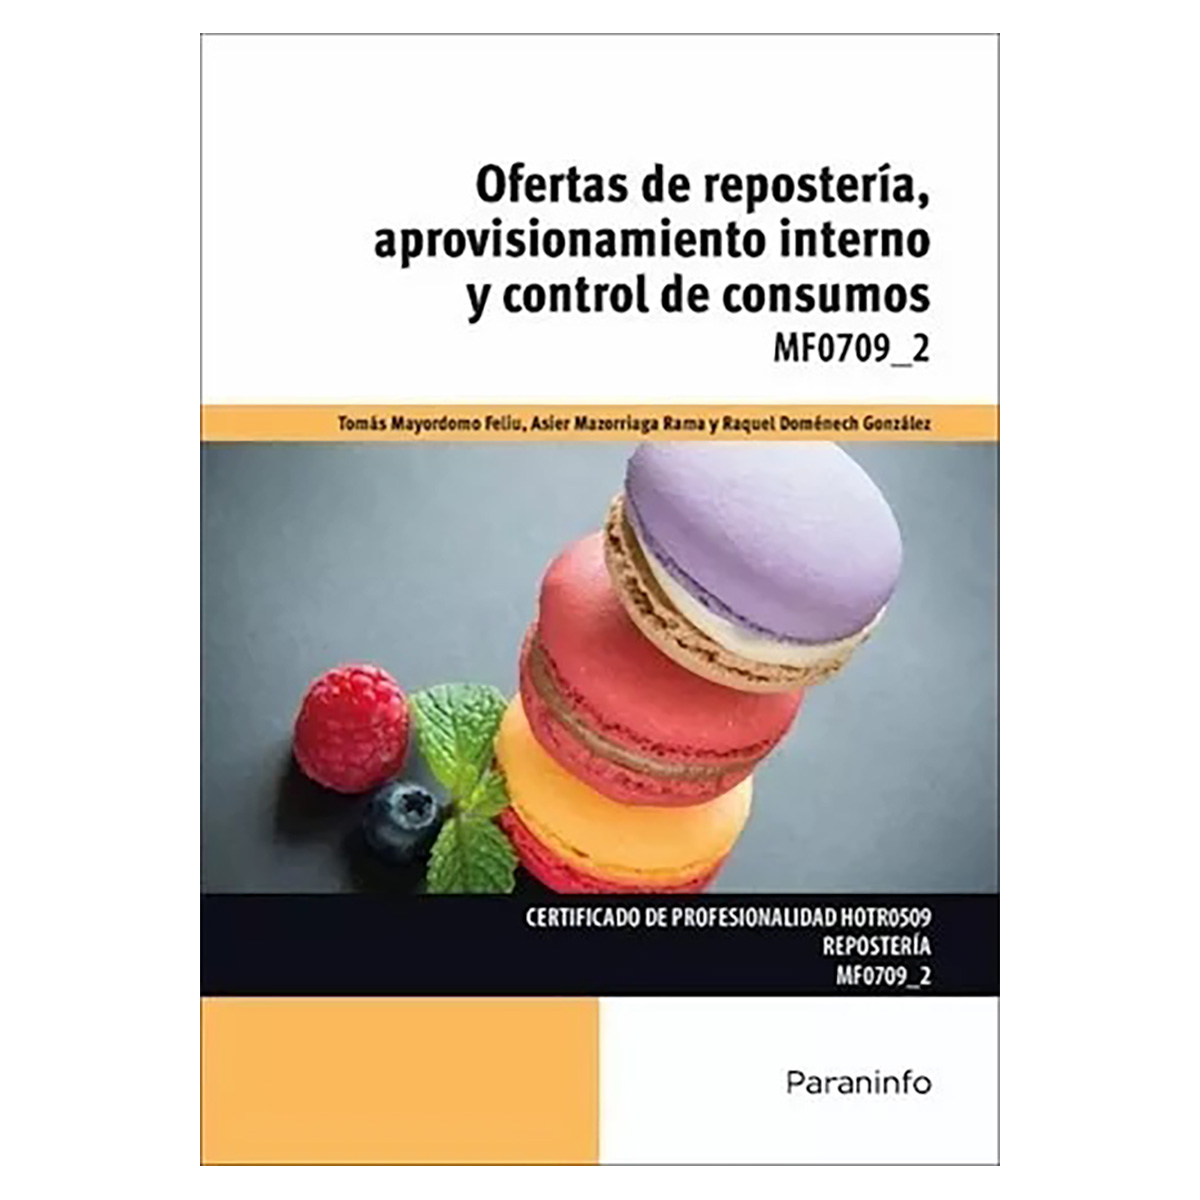 Ofertas de repostería,
aprovisionamiento interno
y control de consumos
MF0709_2
Tomás Mayordomo Feliu, Asier Mazorriaga Rama y Raquel Doménech González
CERTIFICADO DE PROFESIONALIDAD HOTR0509
REPOSTERÍA
MF0709_2
Paraninfo